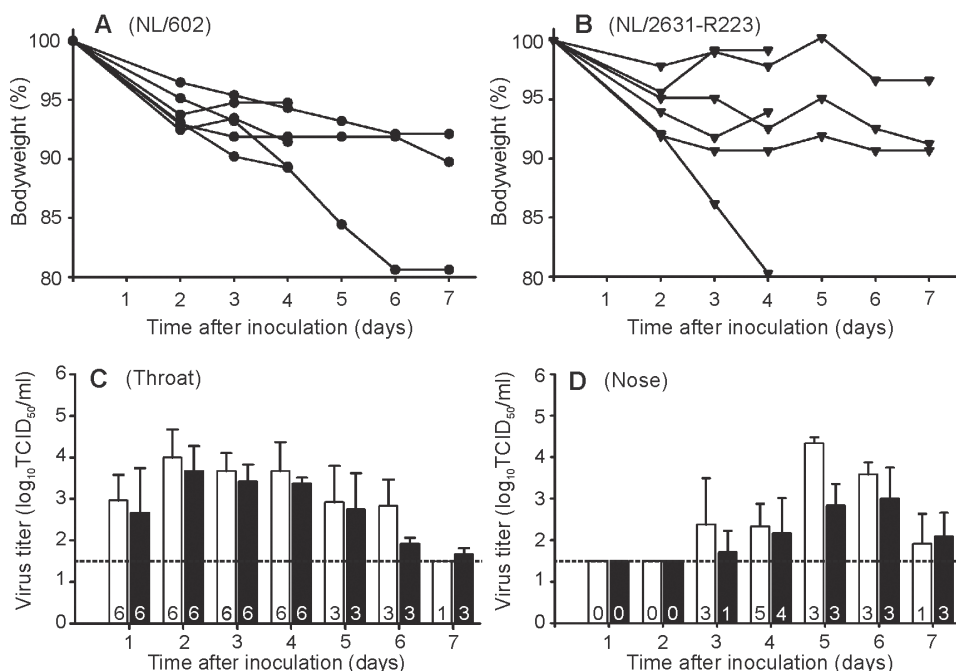 A (NL/602)
100
95
90
85
80
Bodyweight (%)
1 2 3 4 5 6 7
Time after inoculation (days)
B (NL/2631-R223)
100
95
90
85
80
Bodyweight (%)
1 2 3 4 5 6 7
Time after inoculation (days)
C (Throat)
6
5
4
3
2
1
0
Virus titer (log₁₀TCID₅₀/ml)
6 6 6 6 6 6 6 6 3 3 3 3 1 3
1 2 3 4 5 6 7
Time after inoculation (days)
D (Nose)
6
5
4
3
2
1
0
Virus titer (log₁₀TCID₅₀/ml)
0 0 0 0 3 1 5 4 3 3 3 3 1 3
1 2 3 4 5 6 7
Time after inoculation (days)